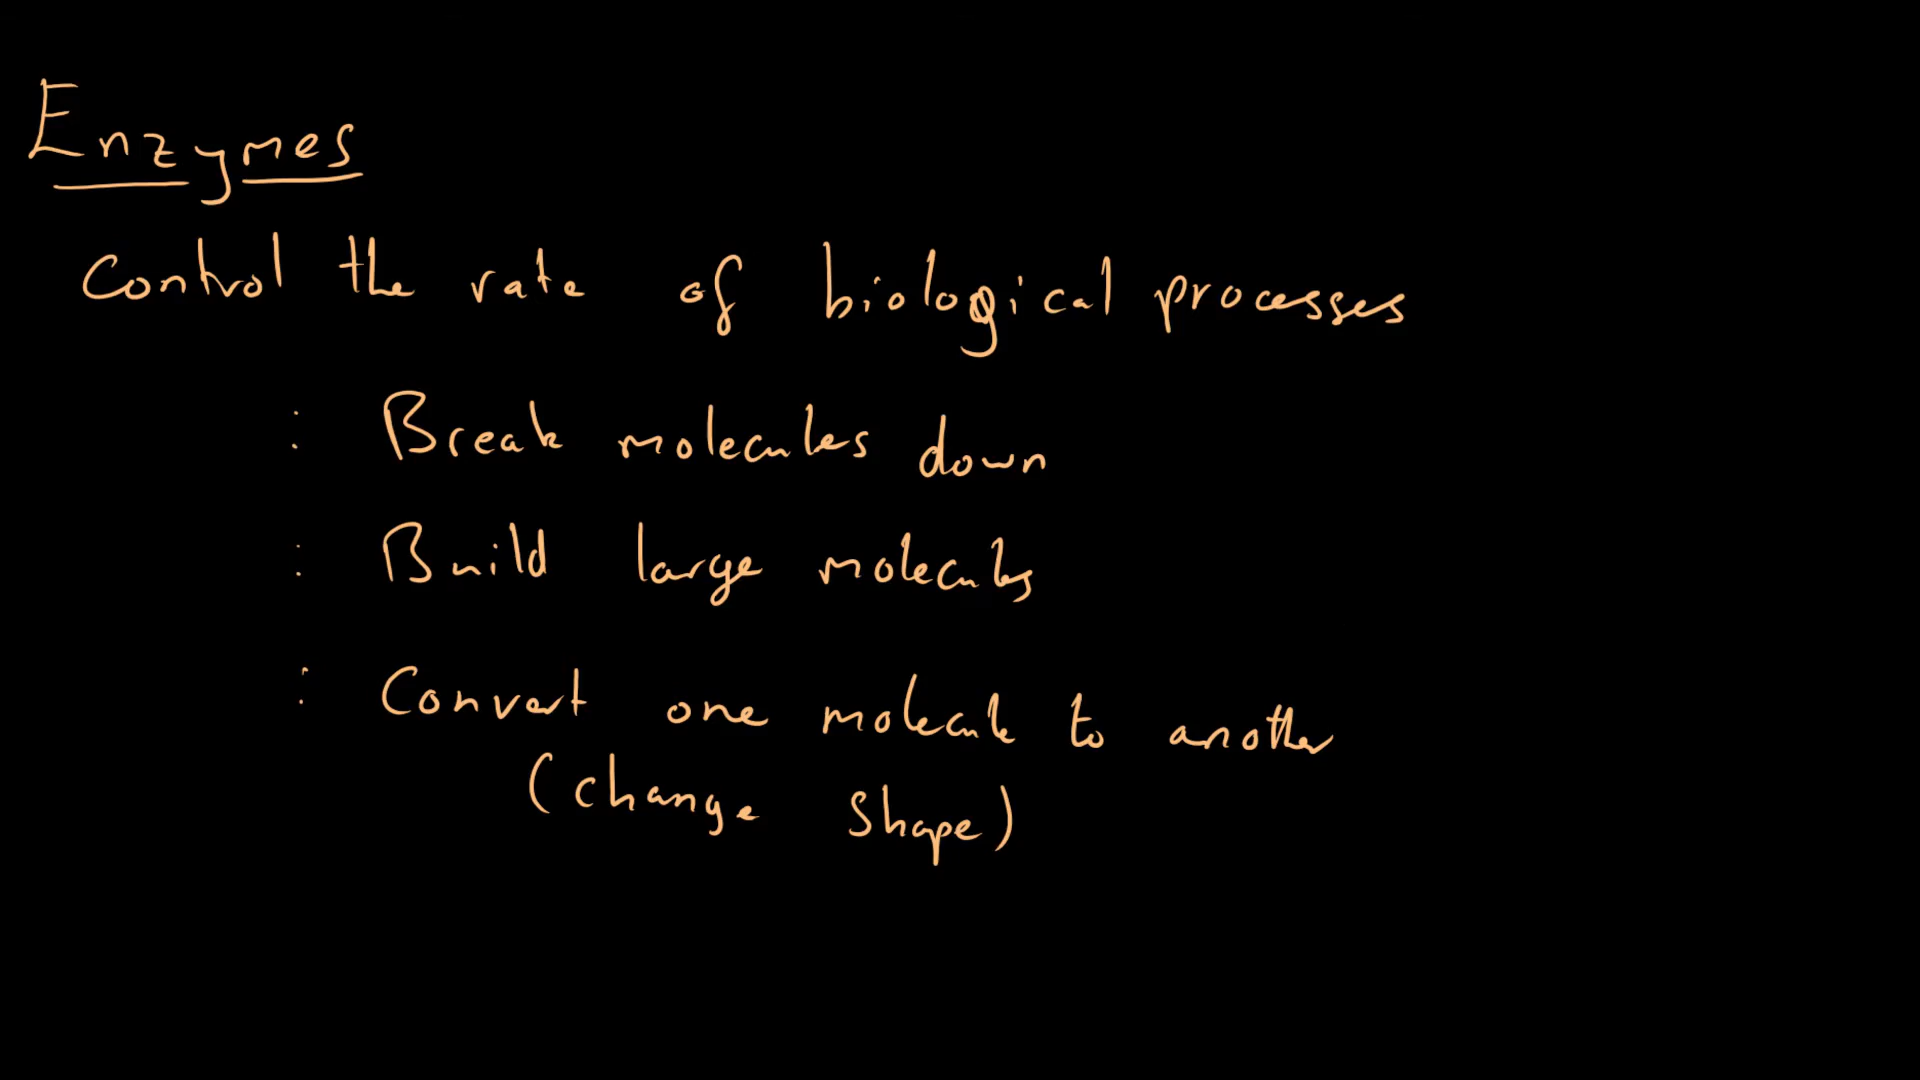 Enzymes
Control the rate of biological processes
: Break molecules down
: Build large molecules
: Convert one molecule to another
(change shape)